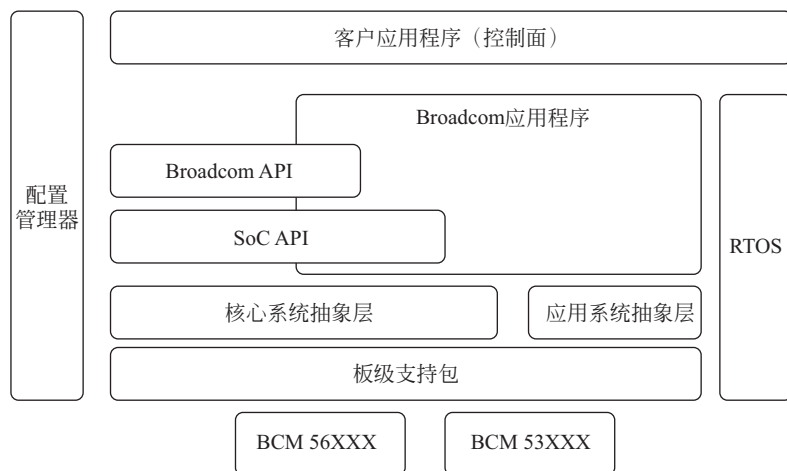 客户应用程序（控制面）
Broadcom应用程序
Broadcom API
配置
管理器
SoC API
RTOS
核心系统抽象层
应用系统抽象层
板级支持包
BCM 56XXX
BCM 53XXX